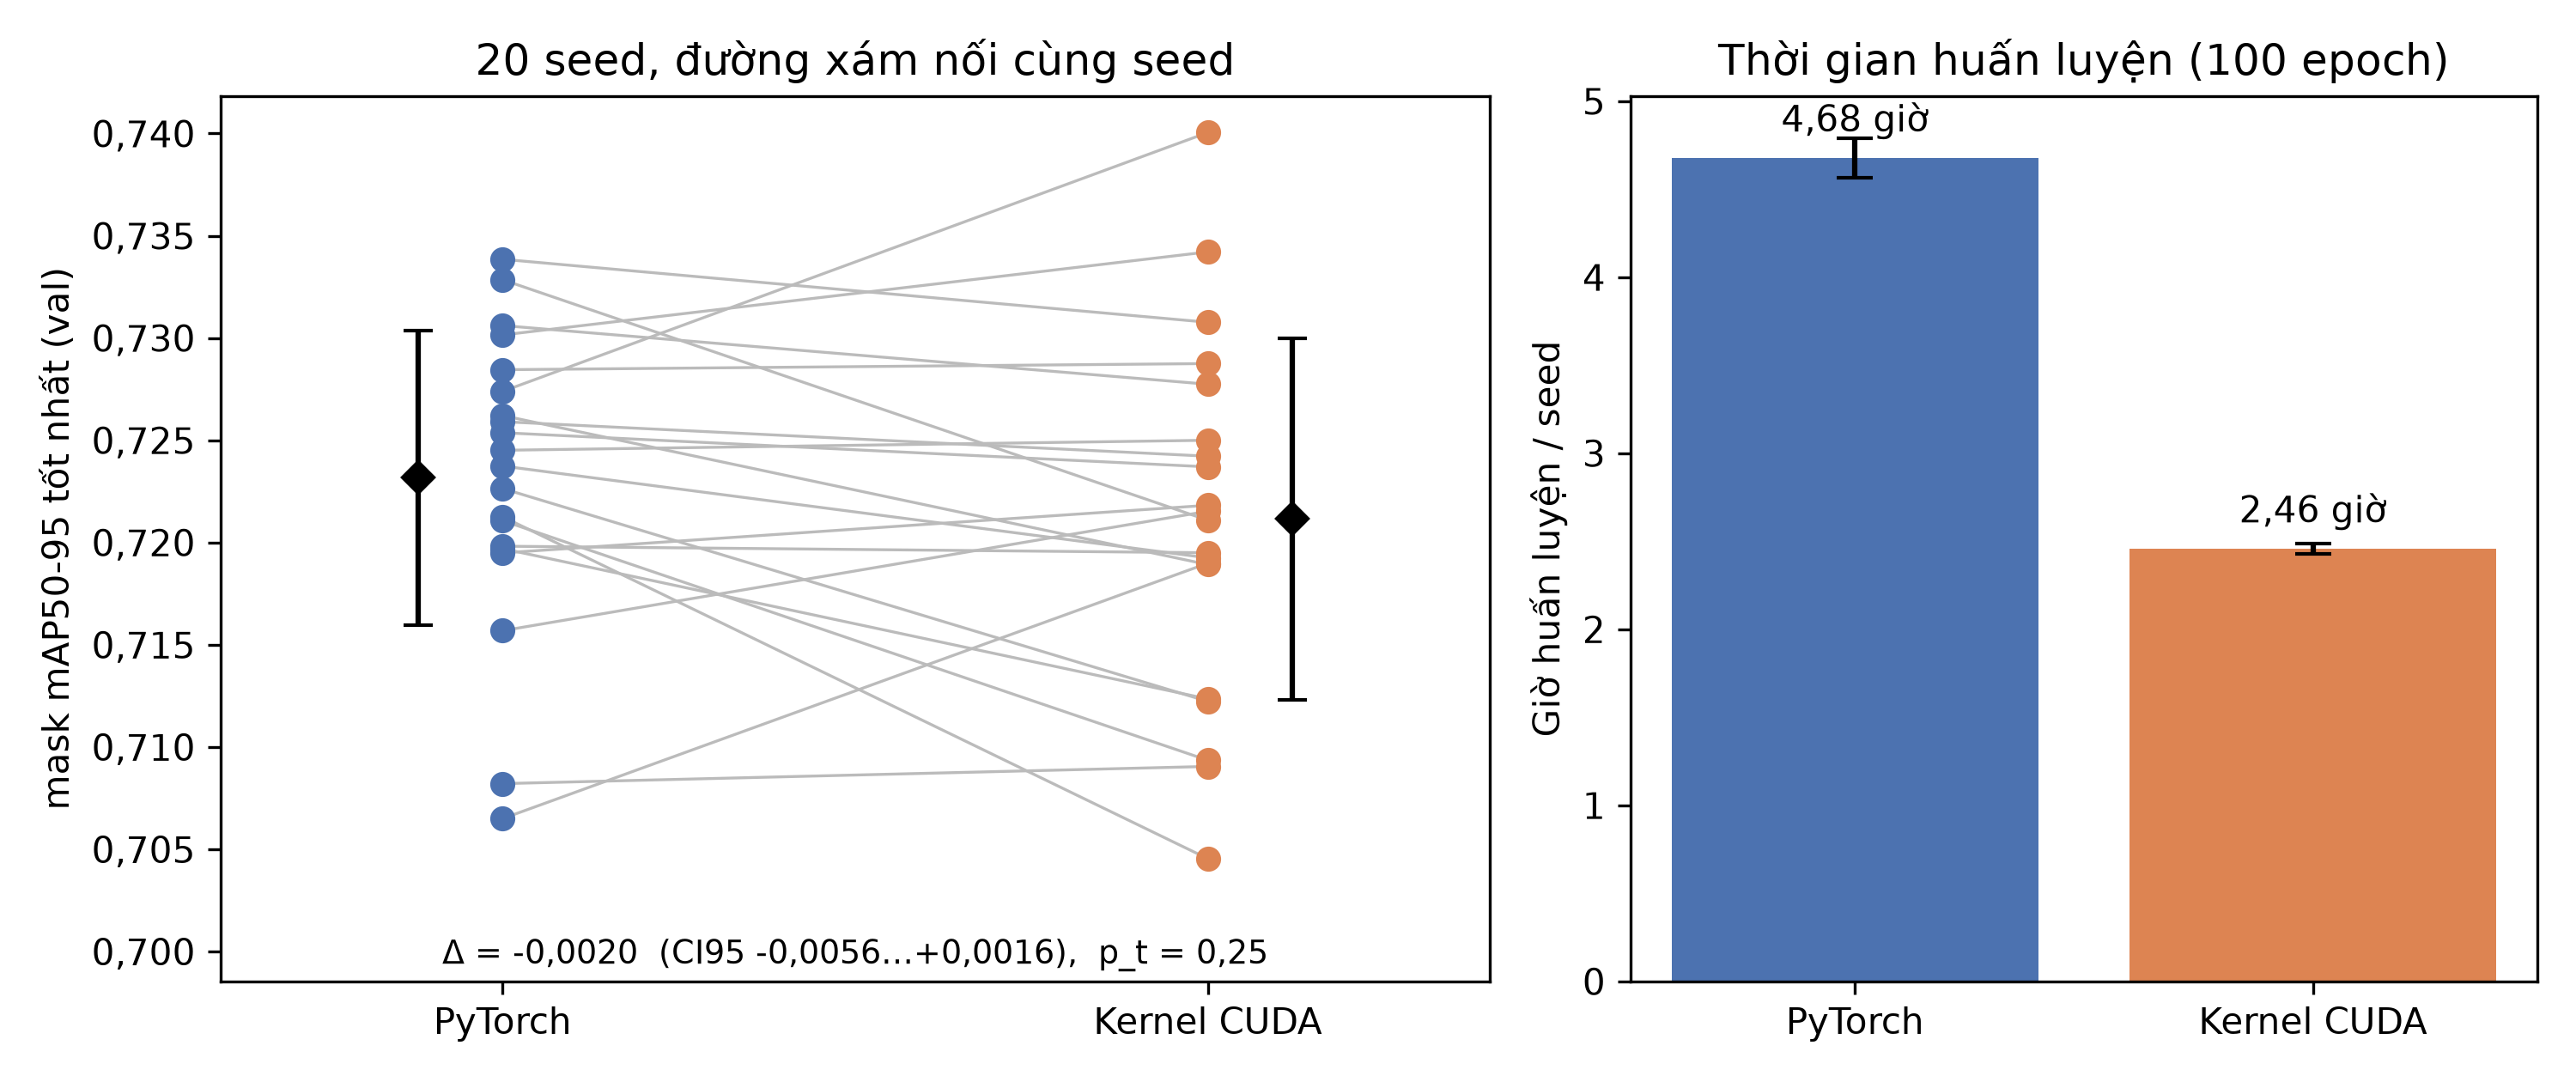 20 seed, đường xám nối cùng seed
mask mAP50-95 tốt nhất (val)
0,740
0,735
0,730
0,725
0,720
0,715
0,710
0,705
0,700
Δ = -0,0020 (CI95 -0,0056...+0,0016), p_t = 0,25
PyTorch
Kernel CUDA
Thời gian huấn luyện (100 epoch)
Giờ huấn luyện / seed
5
4
3
2
1
0
4,68 giờ
2,46 giờ
PyTorch
Kernel CUDA